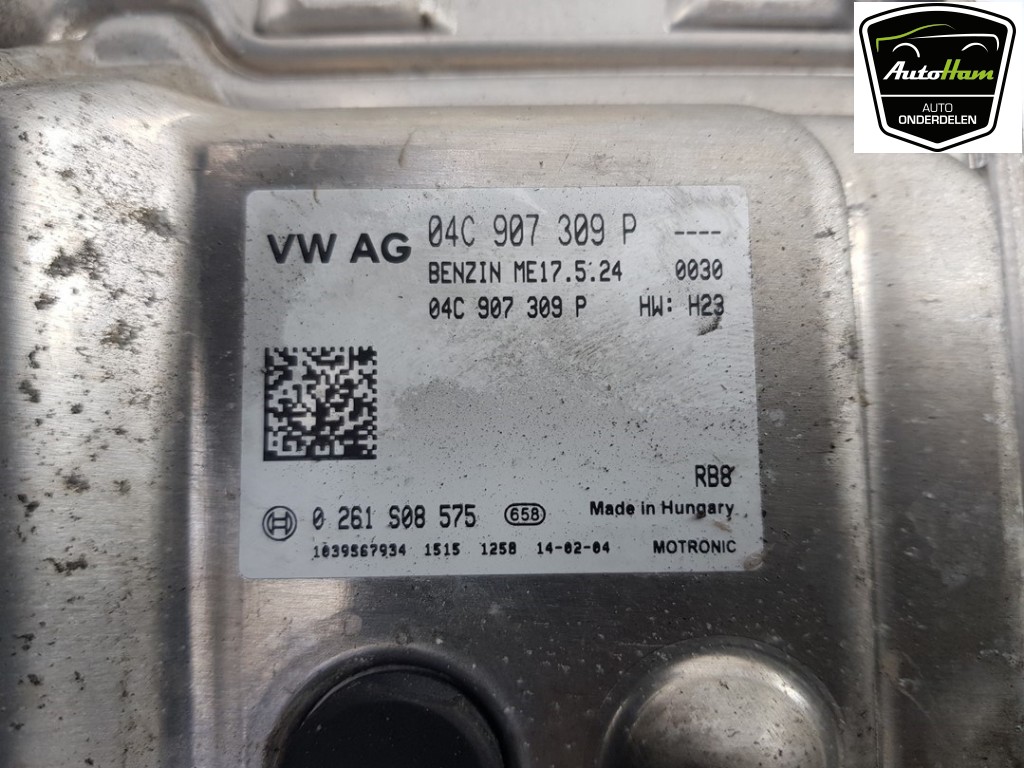 AutoHam
AUTO
ONDERDELEN
VW AG
04C 907 309 P ----
BENZIN ME17.5.24 0030
04C 907 309 P HW: H23
RB8
0 261 S08 575 658 Made in Hungary
1039567934 1515 1258 14-02-04 MOTRONIC